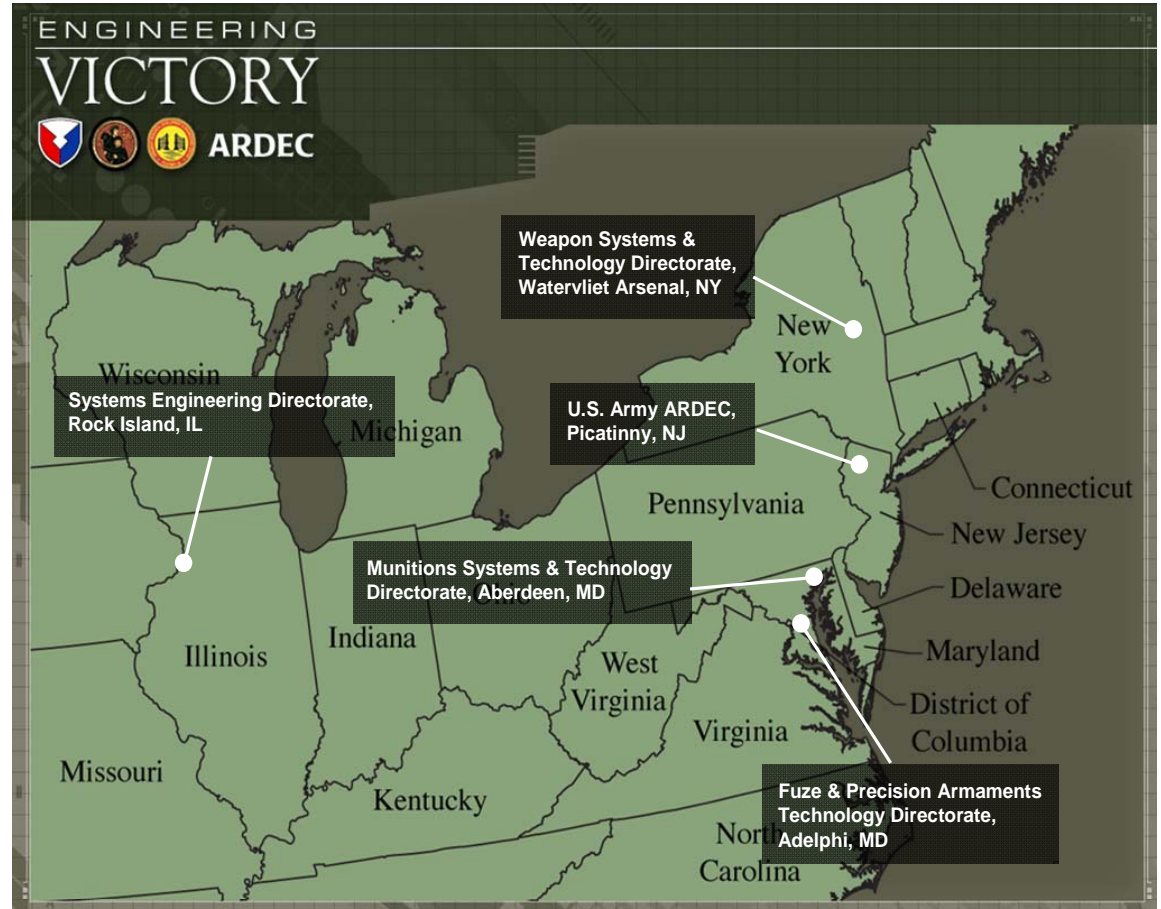 ENGINEERING
VICTORY
ARDEC
Weapon Systems &
Technology Directorate,
Watervliet Arsenal, NY
New
York
Wisconsin
Systems Engineering Directorate,
Rock Island, IL
Michigan
U.S. Army ARDEC,
Picatinny, NJ
Connecticut
Pennsylvania
New Jersey
Munitions Systems & Technology
Directorate, Aberdeen, MD
Ohio
Delaware
Illinois
Indiana
West
Virginia
Maryland
District of
Columbia
Virginia
Missouri
Kentucky
Fuze & Precision Armaments
Technology Directorate,
Adelphi, MD
North
Carolina